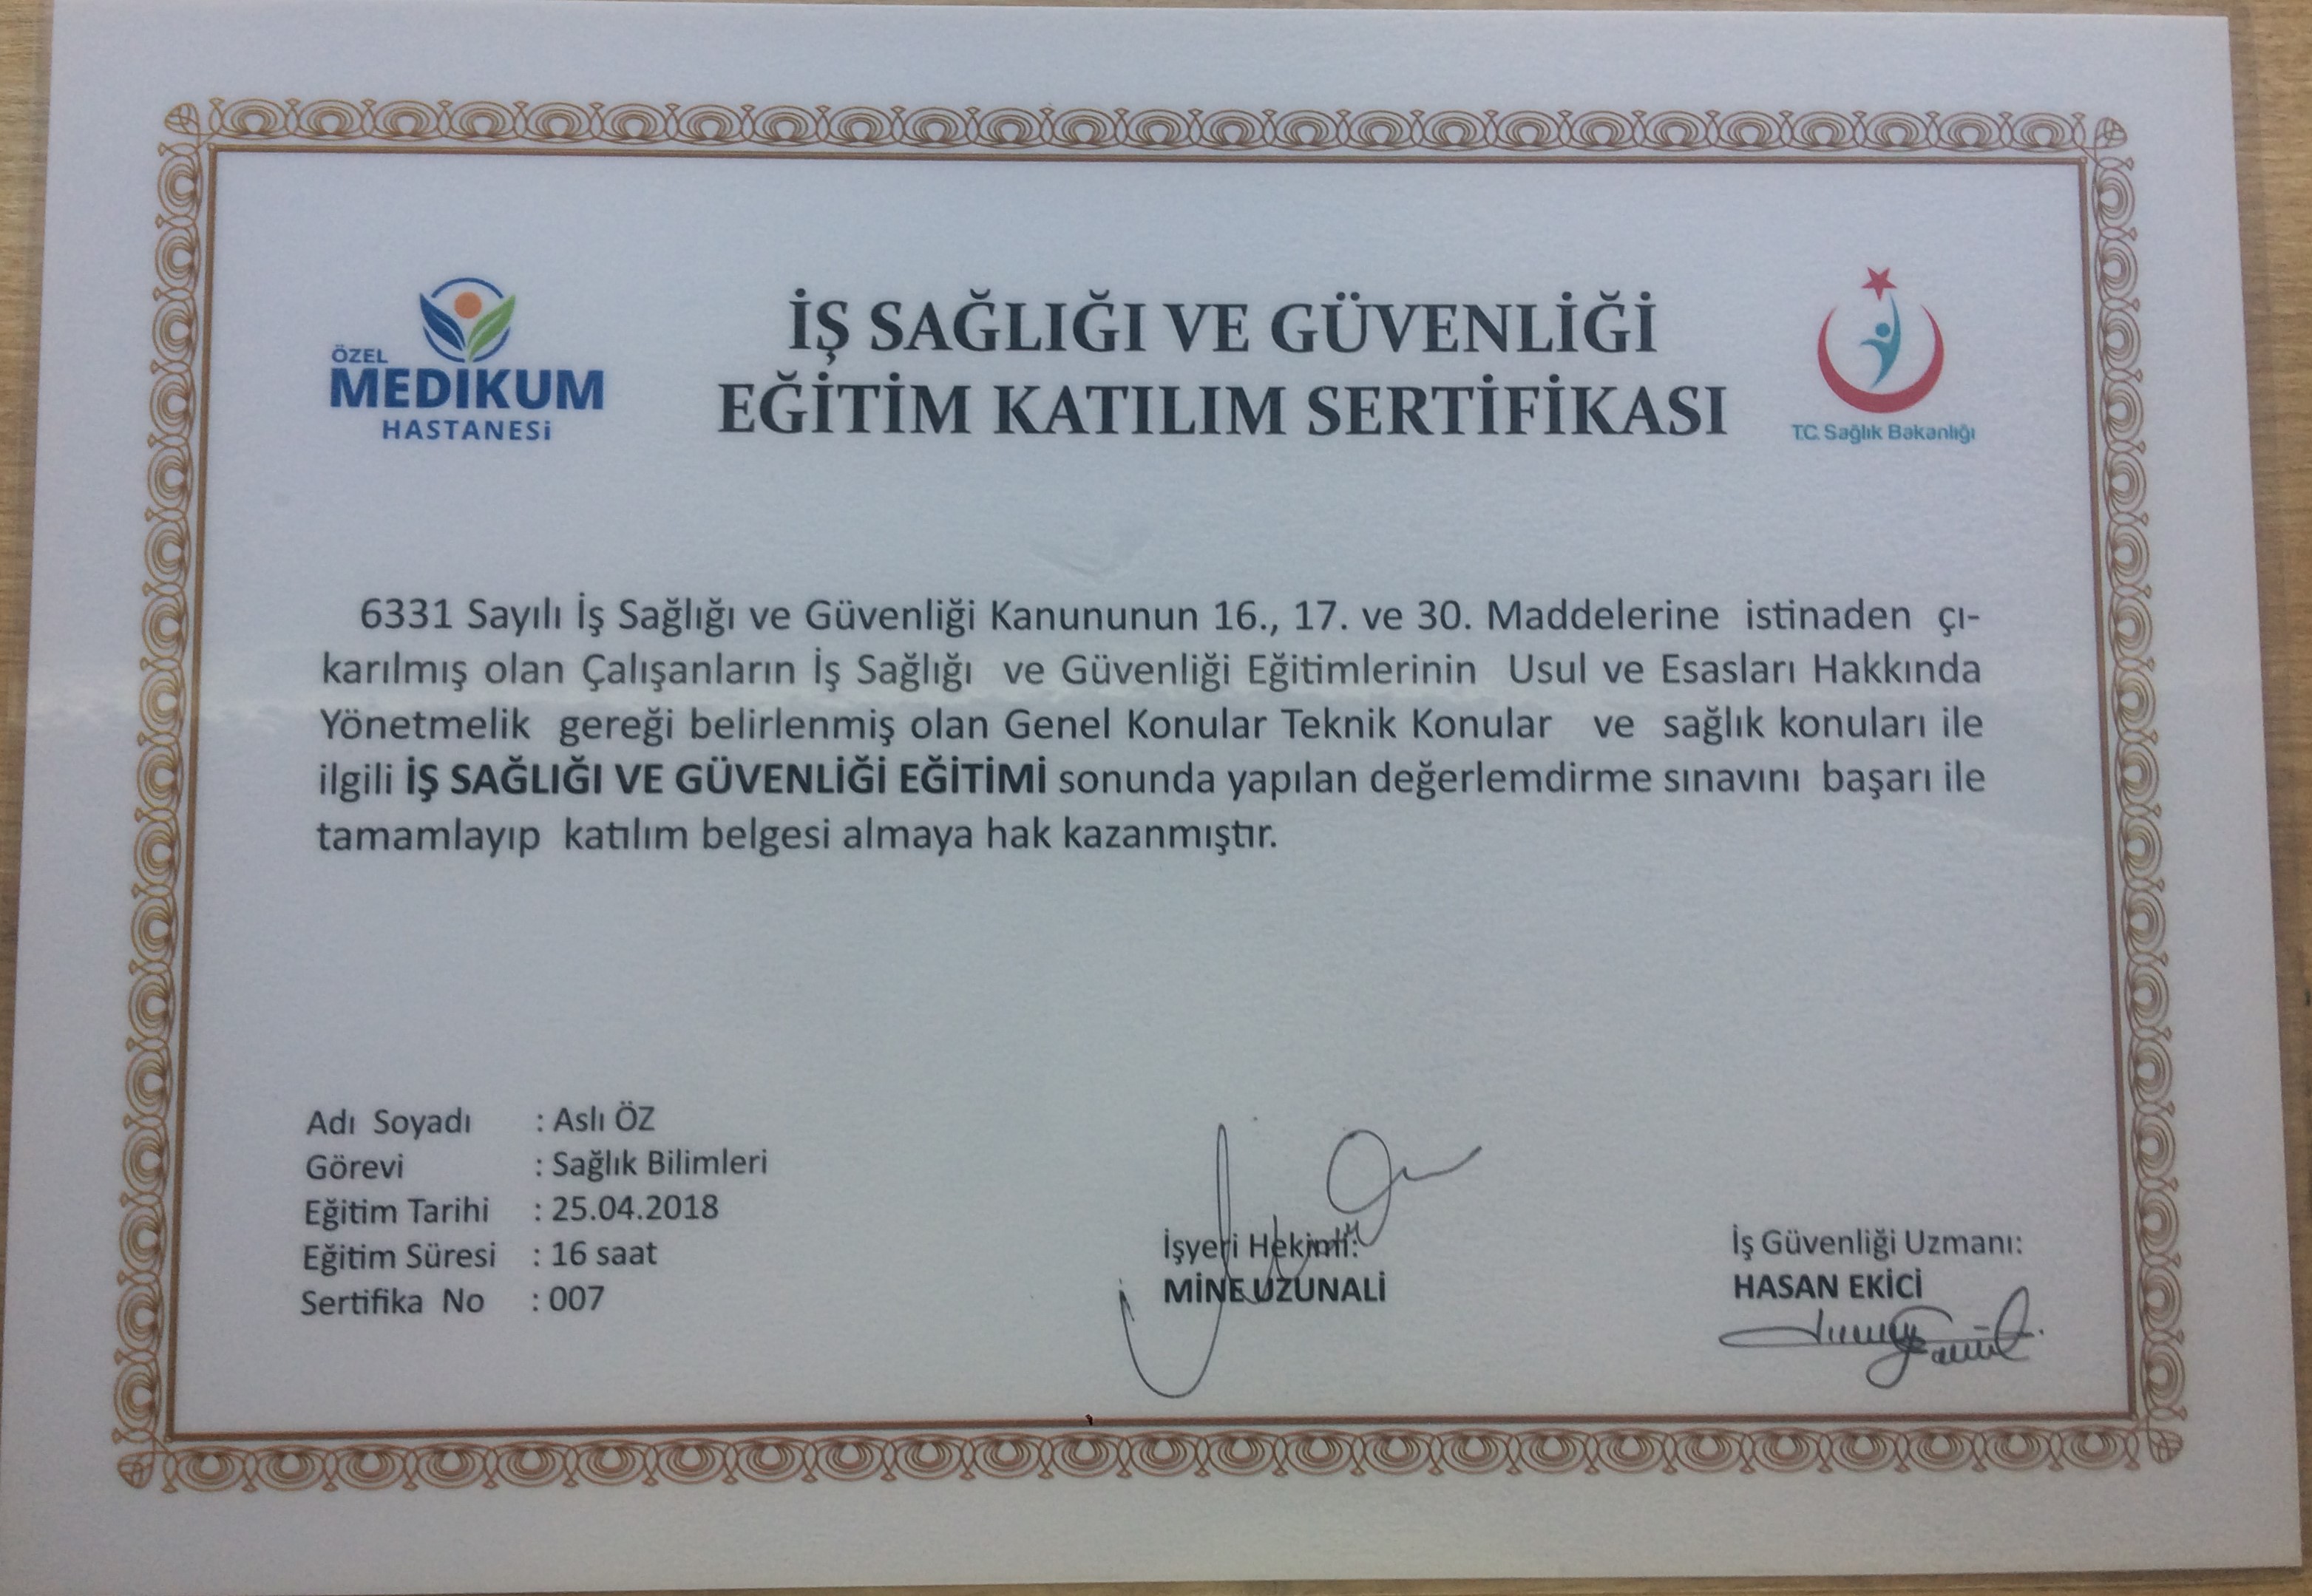 ÖZEL
MEDIKUM
HASTANESi
İŞ SAĞLIĞI VE GÜVENLİĞİ
EĞİTİM KATILIM SERTİFİKASI
T.C. Sağlık Bakanlığı
6331 Sayılı İş Sağlığı ve Güvenliği Kanununun 16., 17. ve 30. Maddelerine istinaden çı-
karılmış olan Çalışanların İş Sağlığı ve Güvenliği Eğitimlerinin Usul ve Esasları Hakkında
Yönetmelik gereği belirlenmiş olan Genel Konular Teknik Konular ve sağlık konuları ile
ilgili İŞ SAĞLIĞI VE GÜVENLİĞİ EĞİTİMİ sonunda yapılan değerlemdirme sınavını başarı ile
tamamlayıp katılım belgesi almaya hak kazanmıştır.
Adı Soyadı : Aslı ÖZ
Görevi : Sağlık Bilimleri
Eğitim Tarihi : 25.04.2018
Eğitim Süresi : 16 saat
Sertifika No : 007
İşyeri Hekimi:
MİNE UZUNALİ
İş Güvenliği Uzmanı:
HASAN EKİCİ